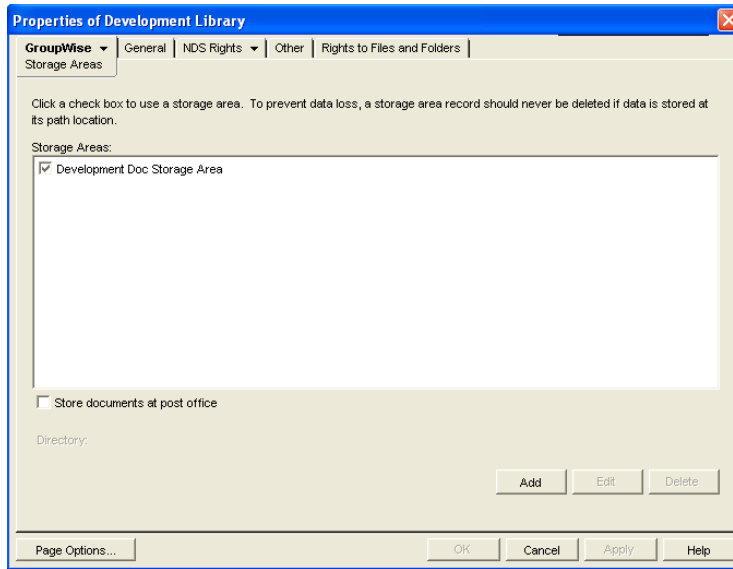 Properties of Development Library
GroupWise General NDS Rights Other Rights to Files and Folders
Storage Areas
Click a check box to use a storage area. To prevent data loss, a storage area record should never be deleted if data is stored at
its path location.
Storage Areas:
Development Doc Storage Area
Store documents at post office
Directory:
Add Edit Delete
Page Options... OK Cancel Apply Help